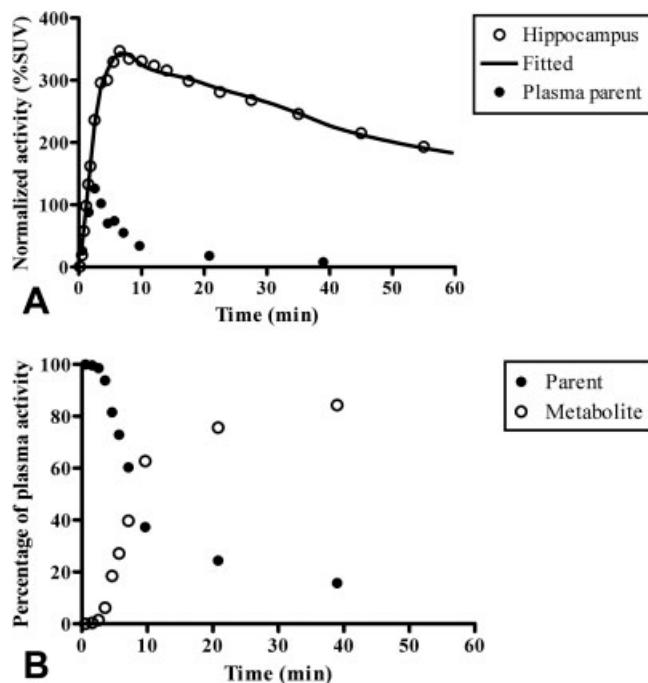 400
300
200
100
0
Normalized activity (%SUV)
0 10 20 30 40 50 60
Time (min)
A
Hippocampus
Fitted
Plasma parent
100
80
60
40
20
0
Percentage of plasma activity
0 10 20 30 40 50 60
Time (min)
B
Parent
Metabolite